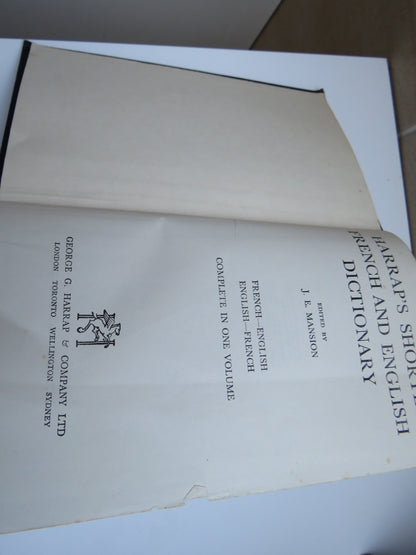 HARRAP'S SHORTE
FRENCH AND ENGLISH
DICTIONARY
EDITED BY
J. E. MANSION
FRENCH—ENGLISH
ENGLISH—FRENCH
COMPLETE IN ONE VOLUME
GEORGE G. HARRAP & COMPANY LTD
LONDON TORONTO WELLINGTON SYDNEY